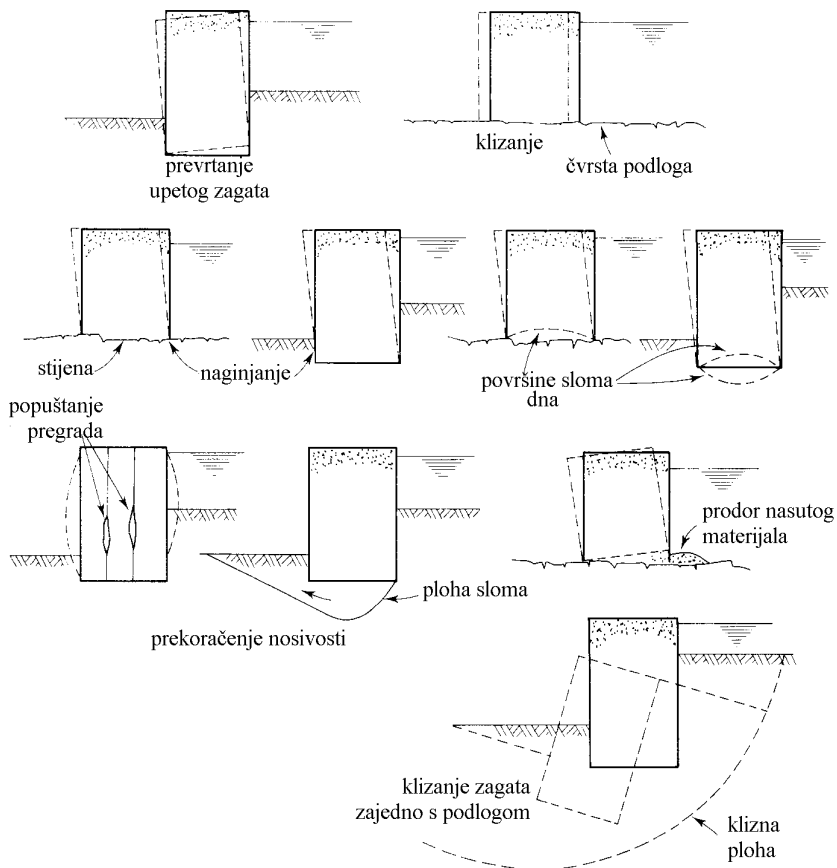 prevrtanje
upetog zagata
klizanje
čvrsta podloga
stijena
naginjanje
površine sloma
dna
popuštanje
pregrada
prekoračenje nosivosti
ploha sloma
prodor nasutog
materijala
klizanje zagata
zajedno s podlogom
klizna
ploha